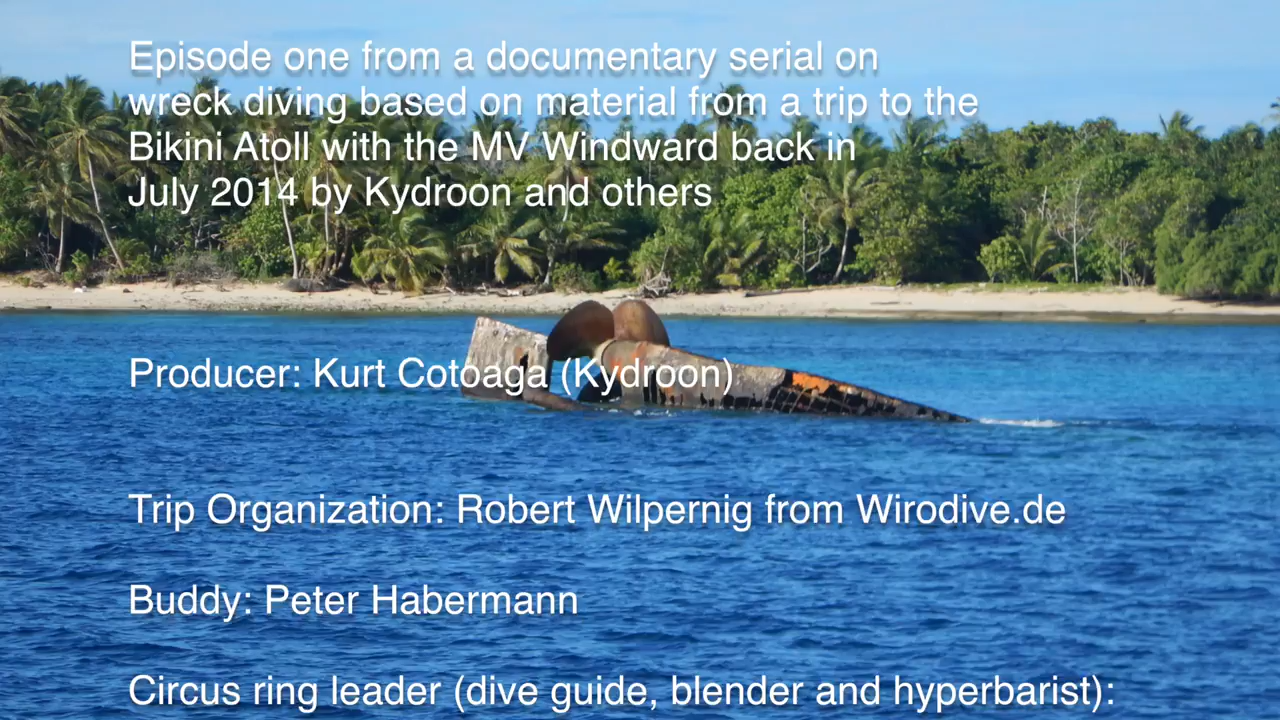 Episode one from a documentary serial on
wreck diving based on material from a trip to the
Bikini Atoll with the MV Windward back in
July 2014 by Kydroon and others
Producer: Kurt Cotoaga (Kydroon)
Trip Organization: Robert Wilpernig from Wirodive.de
Buddy: Peter Habermann
Circus ring leader (dive guide, blender and hyperbarist):